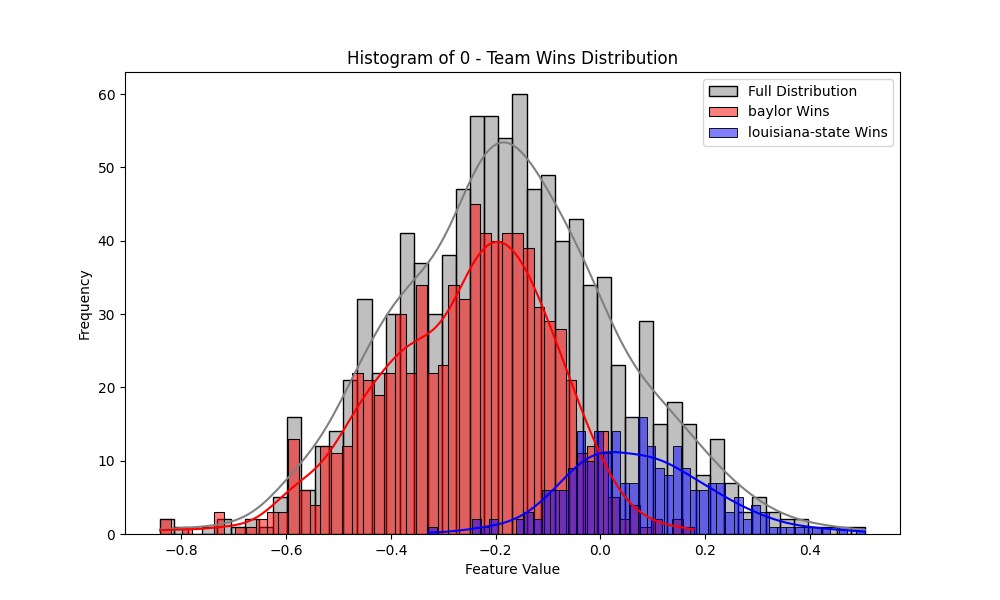 Histogram of 0 - Team Wins Distribution
Full Distribution
baylor Wins
louisiana-state Wins
Frequency
60
50
40
30
20
10
0
−0.8 −0.6 −0.4 −0.2 0.0 0.2 0.4
Feature Value